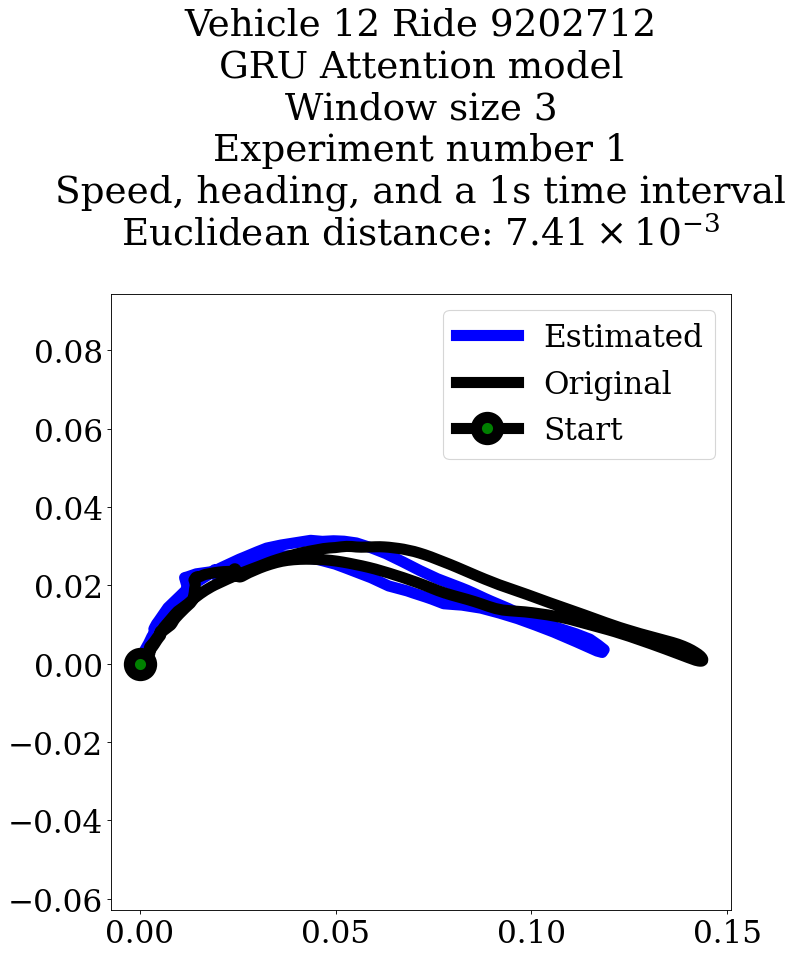 Vehicle 12 Ride 9202712
GRU Attention model
Window size 3
Experiment number 1
Speed, heading, and a 1s time interval
Euclidean distance: 7.41 × 10⁻³
Estimated
Original
Start
0.08
0.06
0.04
0.02
0.00
−0.02
−0.04
−0.06
0.00 0.05 0.10 0.15